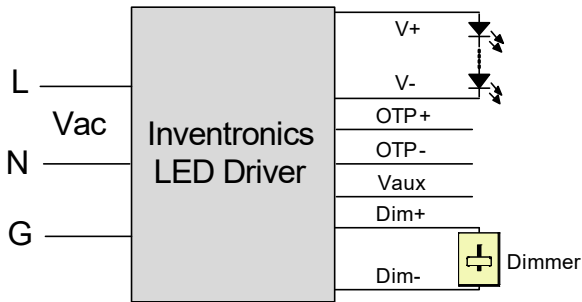 L
Vac
N
G
Inventronics
LED Driver
V+
V-
OTP+
OTP-
Vaux
Dim+
Dim-
Dimmer